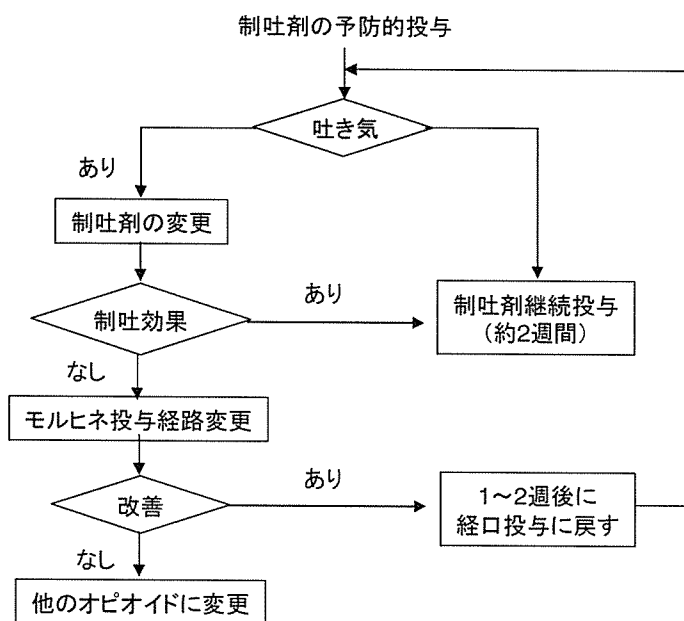 制吐剤の予防的投与
吐き気
あり
制吐剤の変更
制吐効果
あり
制吐剤継続投与
(約2週間)
なし
モルヒネ投与経路変更
改善
あり
1～2週後に
経口投与に戻す
なし
他のオピオイドに変更